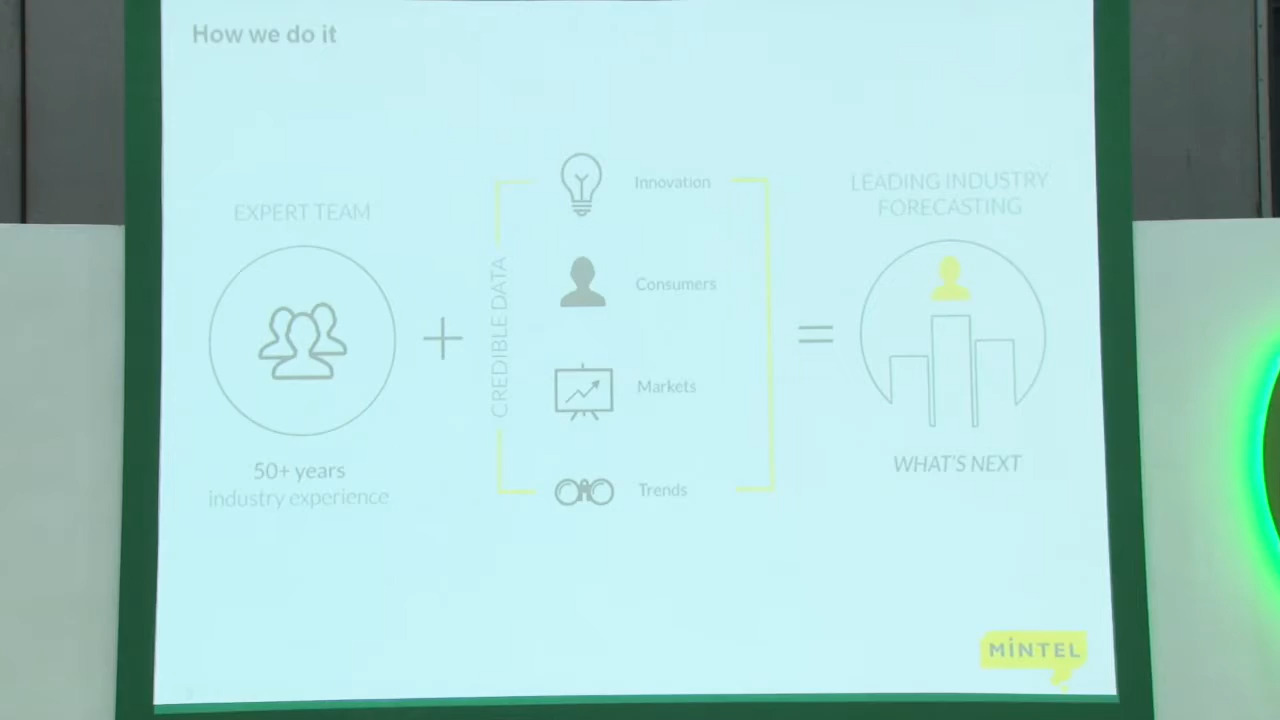 How we do it
EXPERT TEAM
50+ years
industry experience
+
CREDIBLE DATA
Innovation
Consumers
Markets
Trends
=
LEADING INDUSTRY
FORECASTING
WHAT'S NEXT
MiNTEL